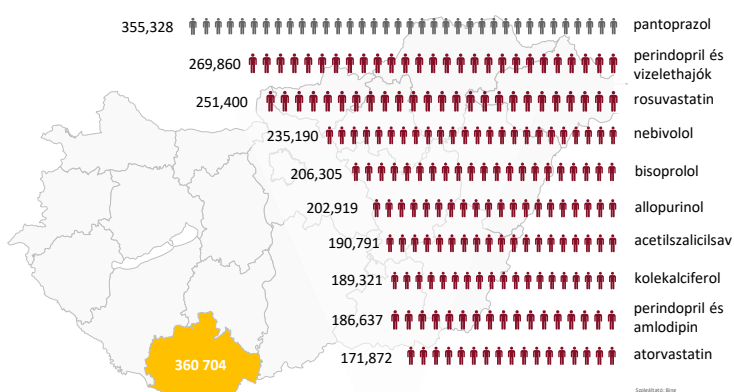 355,328 pantoprazol
269,860 perindopril és
vizelethajók
251,400 rosuvastatin
235,190 nebivolol
206,305 bisoprolol
202,919 allopurinol
190,791 acetilszalicilsav
189,321 kolekalciferol
186,637 perindopril és
amlodipin
171,872 atorvastatin
360 704